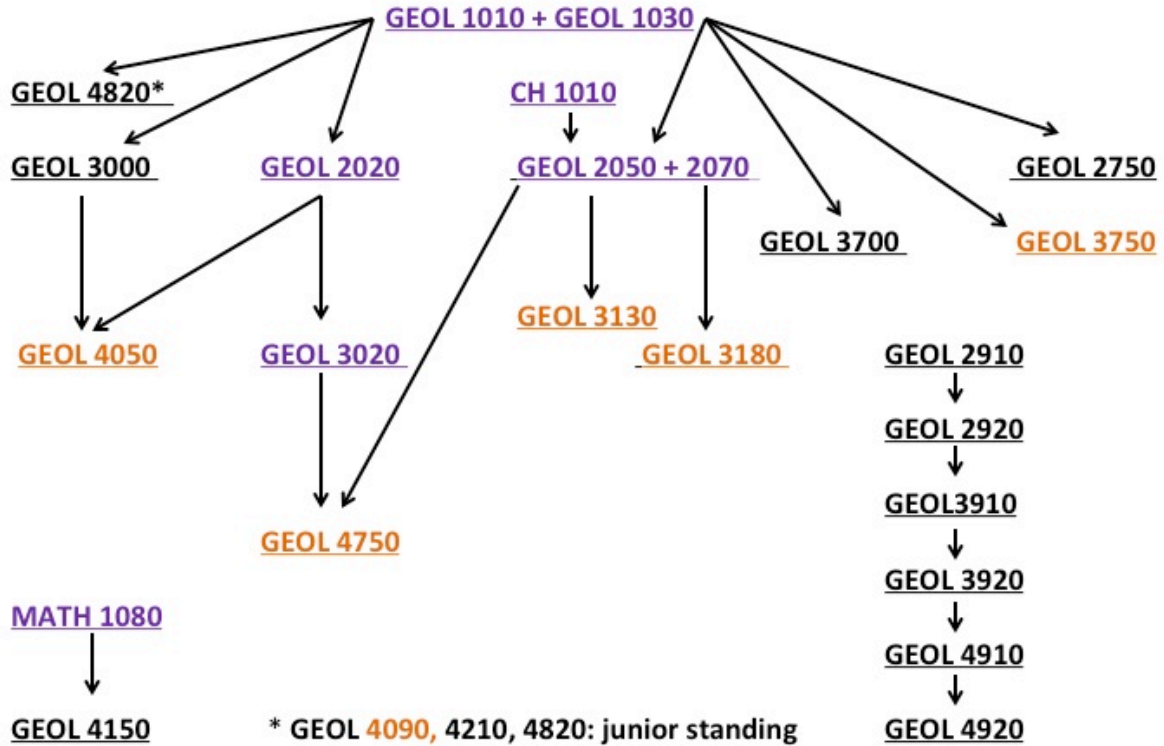 GEOL 1010 + GEOL 1030
GEOL 4820*
CH 1010
GEOL 3000
GEOL 2020
GEOL 2050 + 2070
GEOL 2750
GEOL 3700
GEOL 3750
GEOL 3130
GEOL 4050
GEOL 3020
GEOL 3180
GEOL 2910
GEOL 2920
GEOL3910
GEOL 4750
GEOL 3920
MATH 1080
GEOL 4910
GEOL 4150
* GEOL 4090, 4210, 4820: junior standing
GEOL 4920